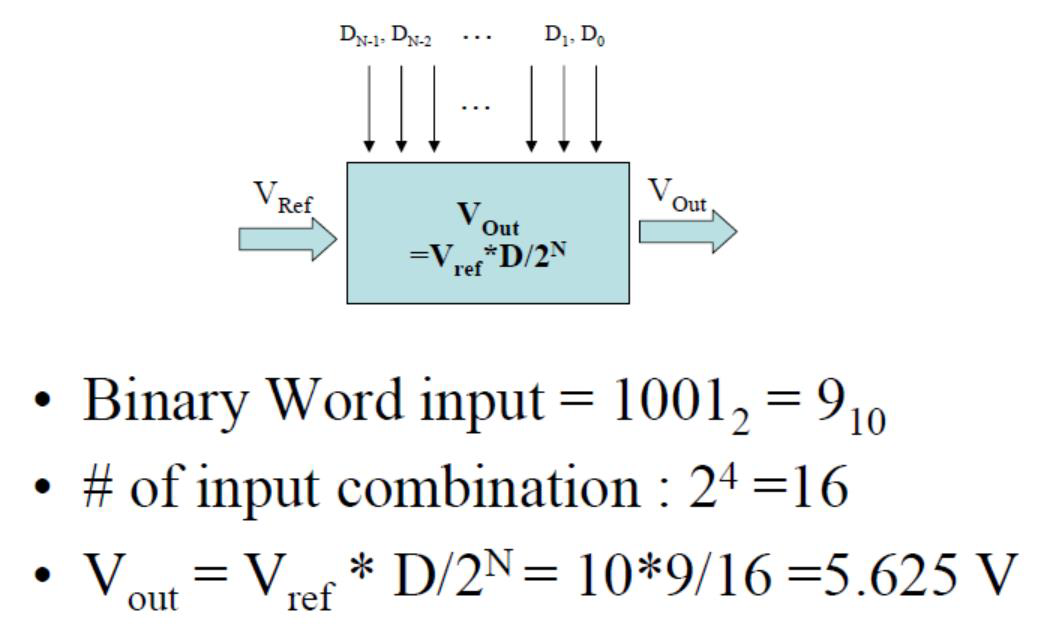 D_{N-1}, D_{N-2} ... D_1, D_0
...
V_{Ref}
V_{Out}
=V_{ref}*D/2^N
V_{Out}
• Binary Word input = 1001_2 = 9_{10}
• # of input combination : 2^4 =16
• V_{out} = V_{ref} * D/2^N = 10*9/16 =5.625 V